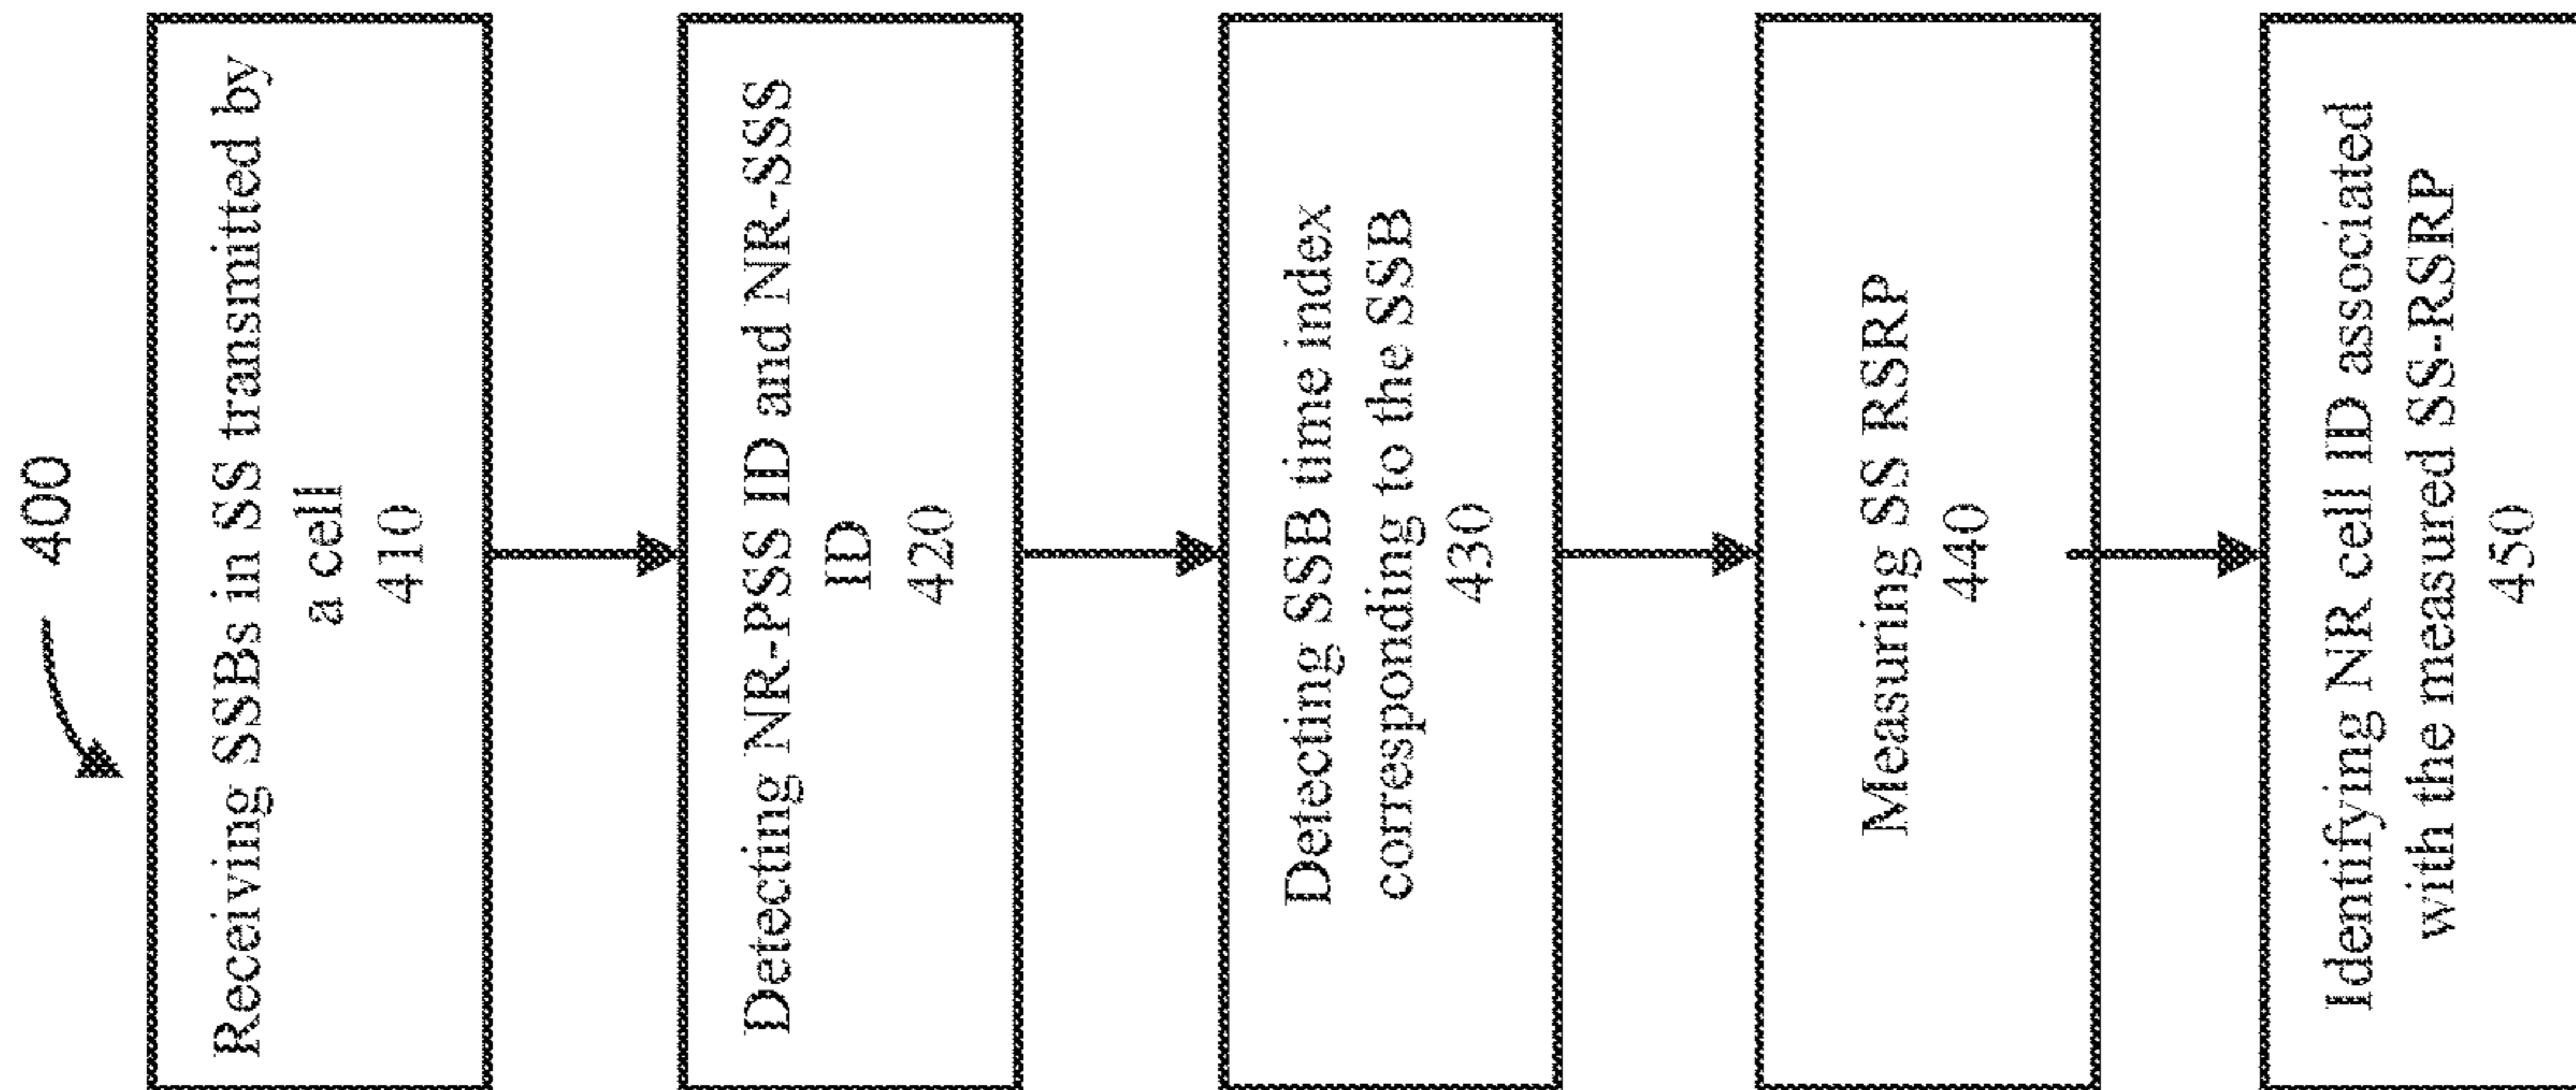 400
Receiving SSBs in SS transmitted by
a cell
410
Detecting NR-PSS ID and NR-SSS
ID
420
Detecting SSB time index
corresponding to the SSB
430
Measuring SS RSRP
440
Identifying NR cell ID associated
with the measured SS-RSRP
450